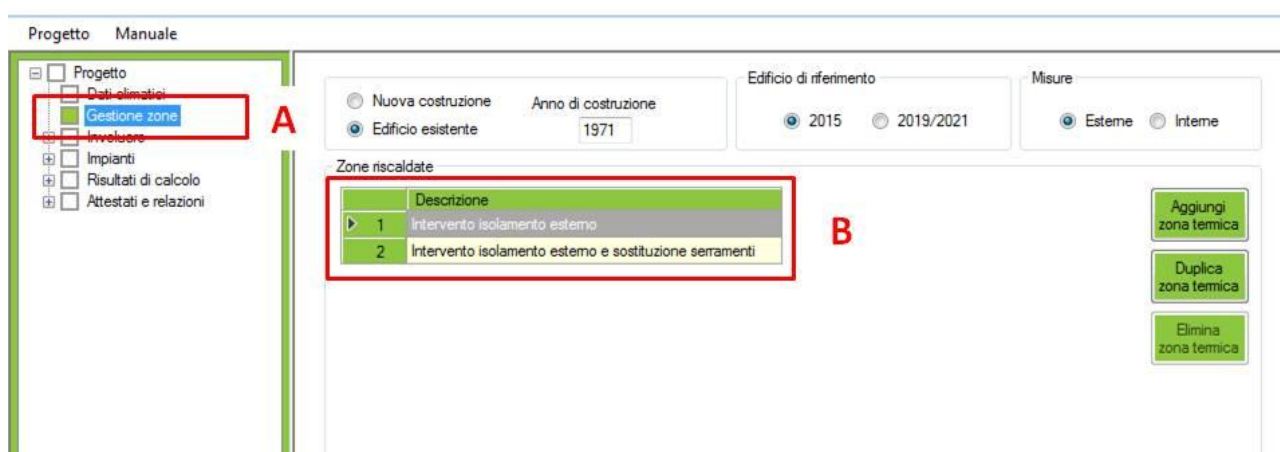 Progetto Manuale
Progetto
Dati climatici
Gestione zone
A
Involucro
Impianti
Risultati di calcolo
Attestati e relazioni
Nuova costruzione
Edificio esistente
Anno di costruzione
1971
Edificio di riferimento
2015 2019/2021
Misure
Esterne Interne
Zone riscaldate
Descrizione
1 Intervento isolamento esterno
2 Intervento isolamento esterno e sostituzione serramenti
B
Aggiungi
zona termica
Duplica
zona termica
Elimina
zona termica